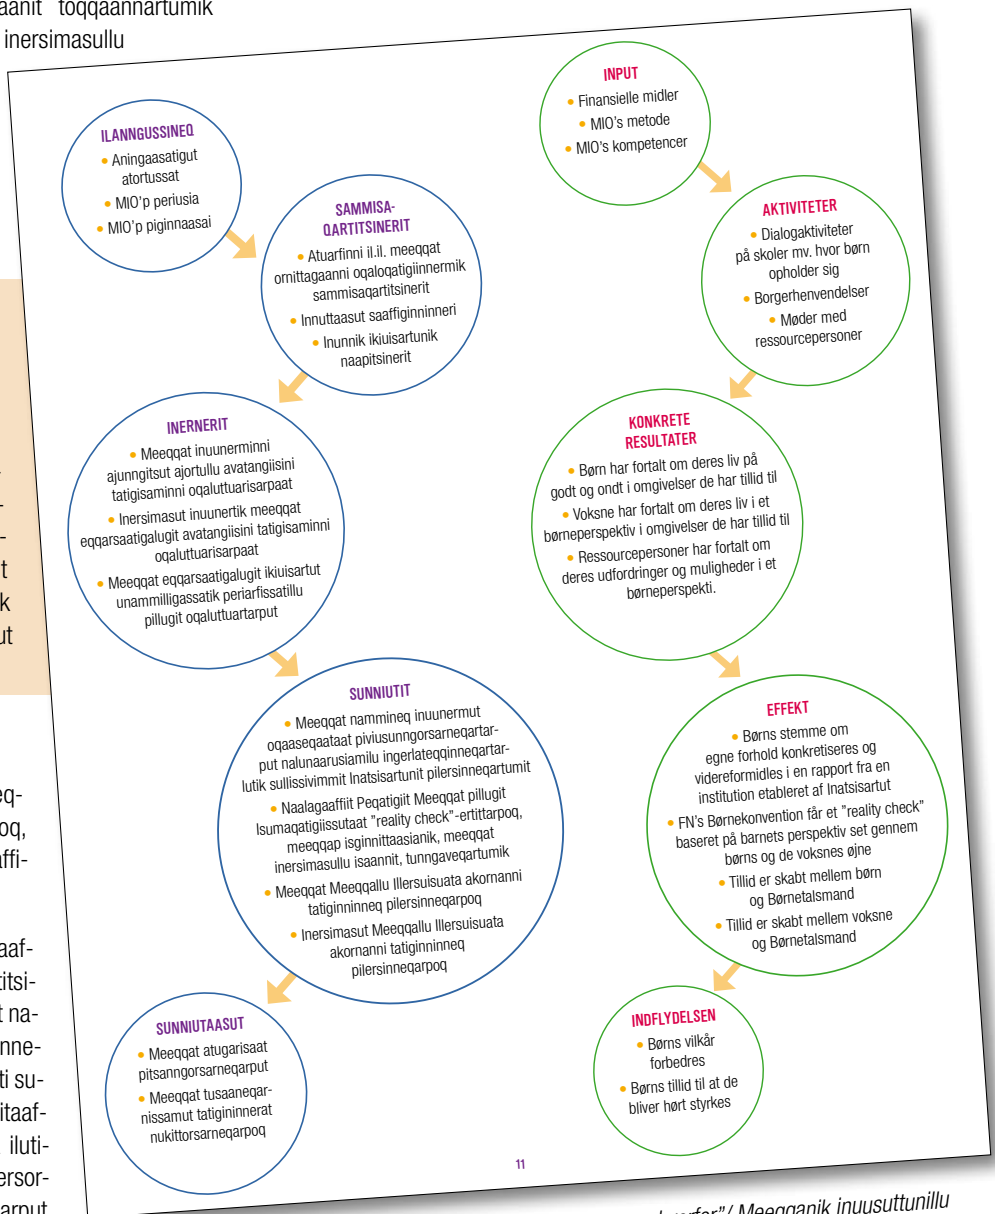 toqqaannartumik
inersimasullu
ILANNGUSSINEQ
• Aningaasatigut
atortussat
• MIO'p periusia
• MIO'p piginnaasai
SAMMISA-
QARTITSINERIT
• Atuarfinni il.il. meeqqat
ornittagaanni oqaloqatigiinnermik
sammisaqartitsinerit
• Innuttaasut saaffiginninneri
• Inunnik ikiuisartunik
naapitsinerit
INERNERIT
• Meeqqat inuunerminni
ajunngitsut ajortullu avatangiisini
tatigisaminni oqaluttuarisarpaat
• Inersimasut inuunertik meeqqat
eqqarsaatigalugit avatangiisini tatigisaminni
oqaluttuarisarpaat
• Meeqqat eqqarsaatigalugit ikiuisartut
unammilligassatik periarfissatillu
pillugit oqaluttuartarput
SUNNIUTIT
• Meeqqat nammineq inuunermut
oqaaseqaataat piviusunngorsarneqartar-
put nalunaarusiamilu ingerlateqqinneqartar-
lutik sullissivimmit Inatsisartunit pilersinneqartumit
• Naalagaaffiit Peqatigiit Meeqqat pillugit
Isumaqatigiissutaat "reality check"-ertittarpoq,
meeqqap isiginnittaasianik, meeqqat
inersimasullu isaannit, tunngaveqartumik
• Meeqqat Meeqqallu Illersuisuata akornanni
tatiginninneq pilersinneqarpoq
• Inersimasut Meeqqallu Illersuisuata
akornanni tatiginninneq
pilersinneqarpoq
SUNNIUTAASUT
• Meeqqat atugarisaat
pitsanngorsarneqarput
• Meeqqat tusaaneqar-
nissamut tatigininnerat
nukittorsarneqarpoq
INPUT
• Finansielle midler
• MIO's metode
• MIO's kompetencer
AKTIVITETER
• Dialogaktiviteter
på skoler mv. hvor børn
opholder sig
• Borgerhenvendelser
• Møder med
ressourcepersoner
KONKRETE
RESULTATER
• Børn har fortalt om deres liv på
godt og ondt i omgivelser de har tillid til
• Voksne har fortalt om deres liv i et
børneperspektiv i omgivelser de har tillid til
• Ressourcepersoner har fortalt om
deres udfordringer og muligheder i et
børneperspekti.
EFFEKT
• Børns stemme om
egne forhold konkretiseres og
videreformidles i en rapport fra en
institution etableret af Inatsisartut
• FN's Børnekonvention får et "reality check"
baseret på barnets perspektiv set gennem
børns og de voksnes øjne
• Tillid er skabt mellem børn
og Børnetalsmand
• Tillid er skabt mellem voksne
og Børnetalsmand
INDFLYDELSEN
• Børns vilkår
forbedres
• Børns tillid til at de
bliver hørt styrkes
11
Meeqqanik inuusuttunillu